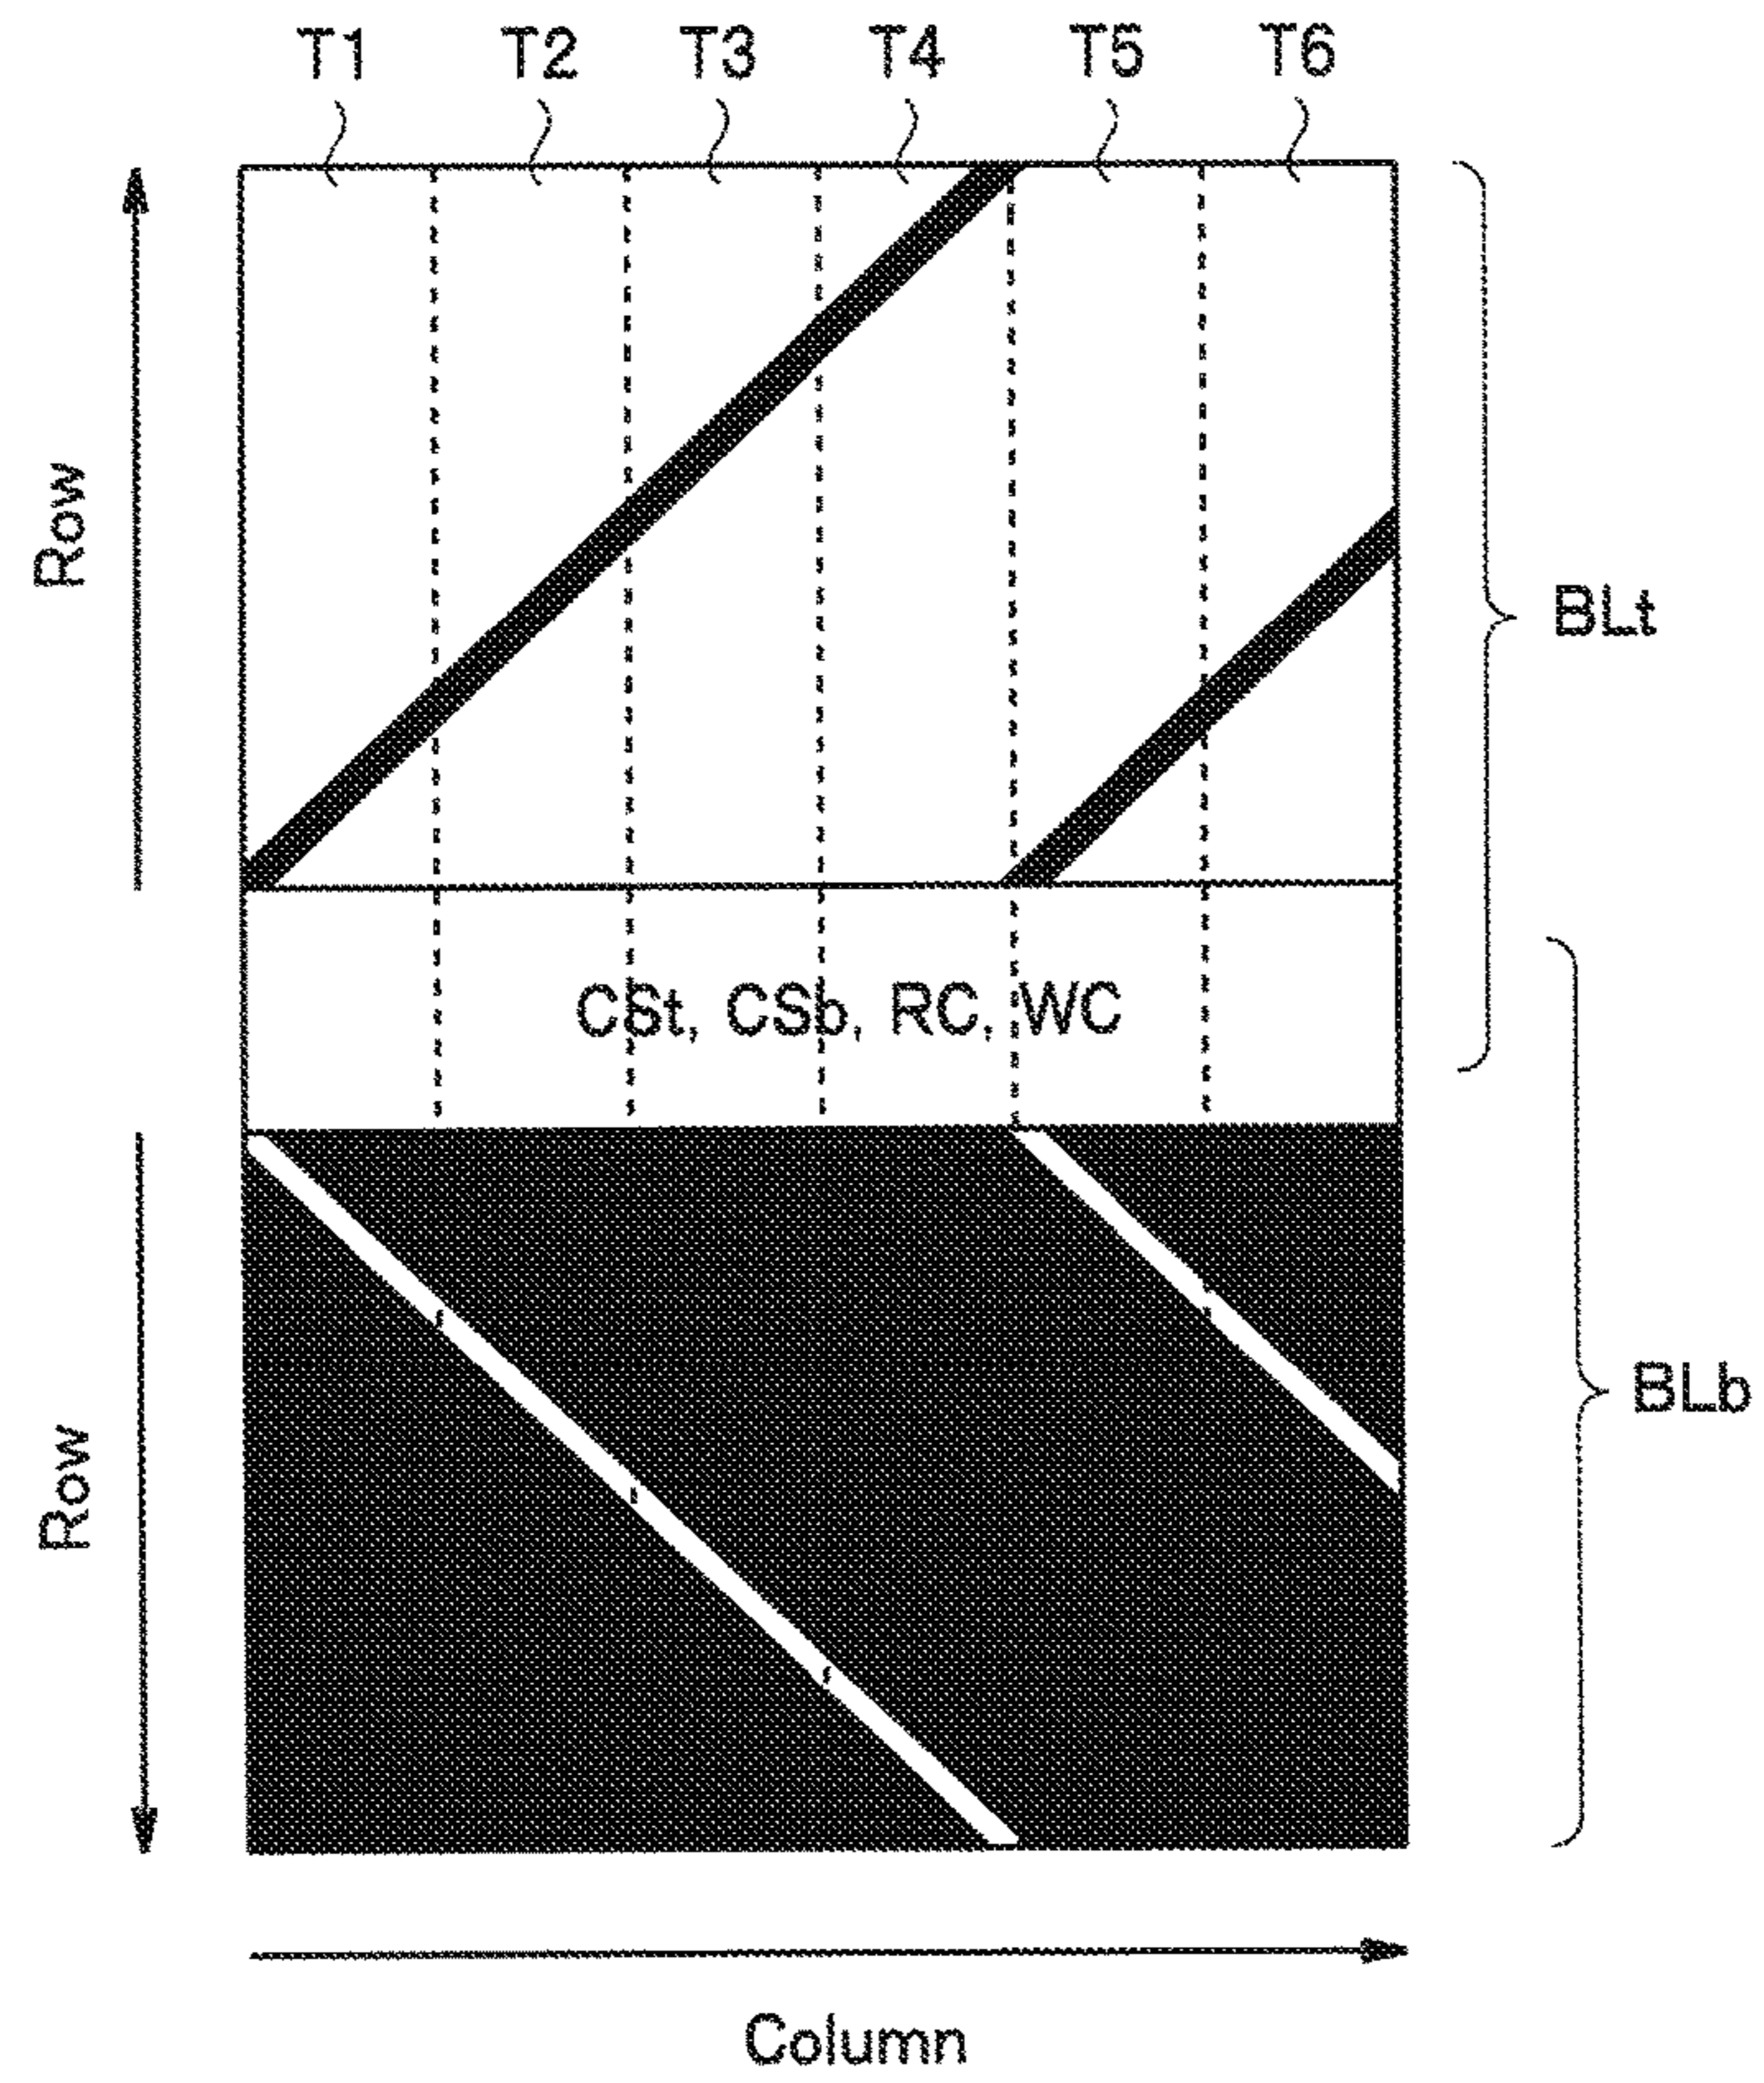 T1 T2 T3 T4 T5 T6
Row
BLt
CSt, CSb, RC, WC
BLb
Row
Column